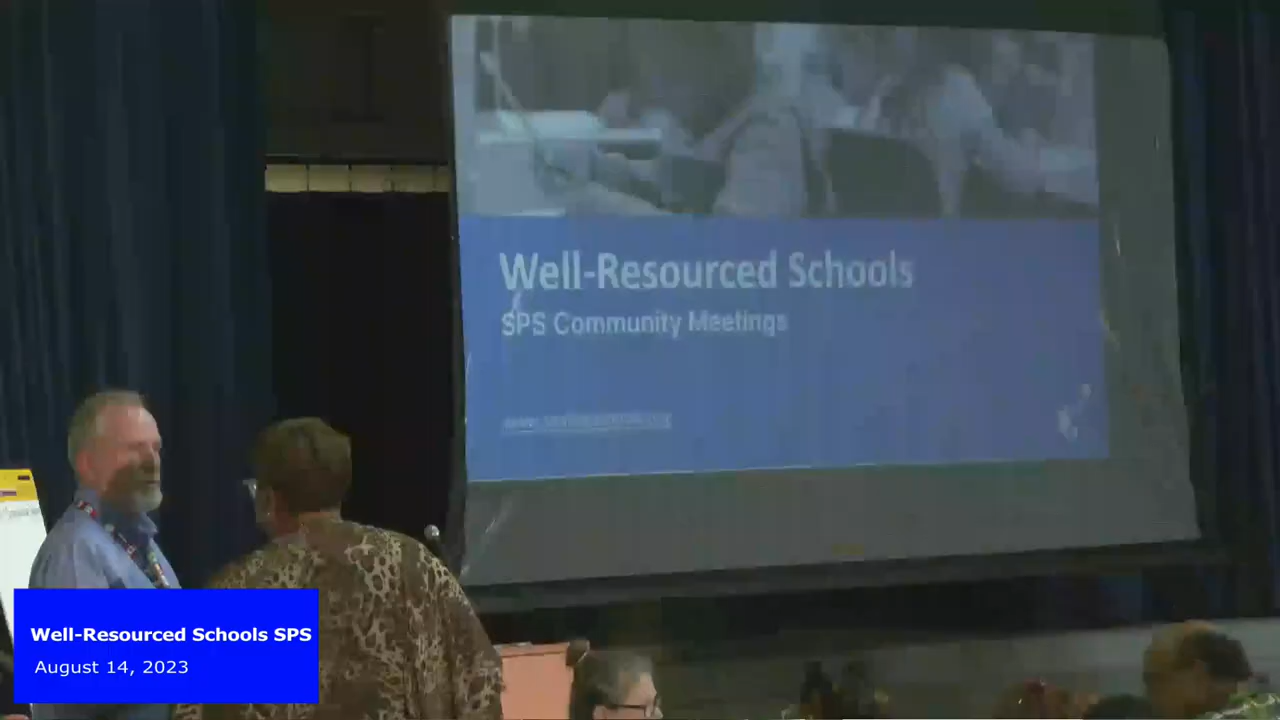 Well-Resourced Schools
SPS Community Meetings
Well-Resourced Schools SPS
August 14, 2023